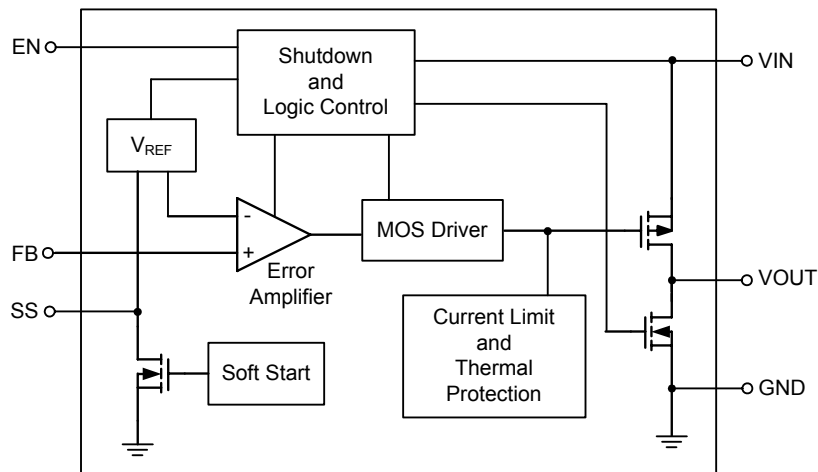 EN
Shutdown
and
Logic Control
VIN
VREF
-
+
FB
Error
Amplifier
MOS Driver
VOUT
SS
Current Limit
and
Thermal
Protection
Soft Start
GND